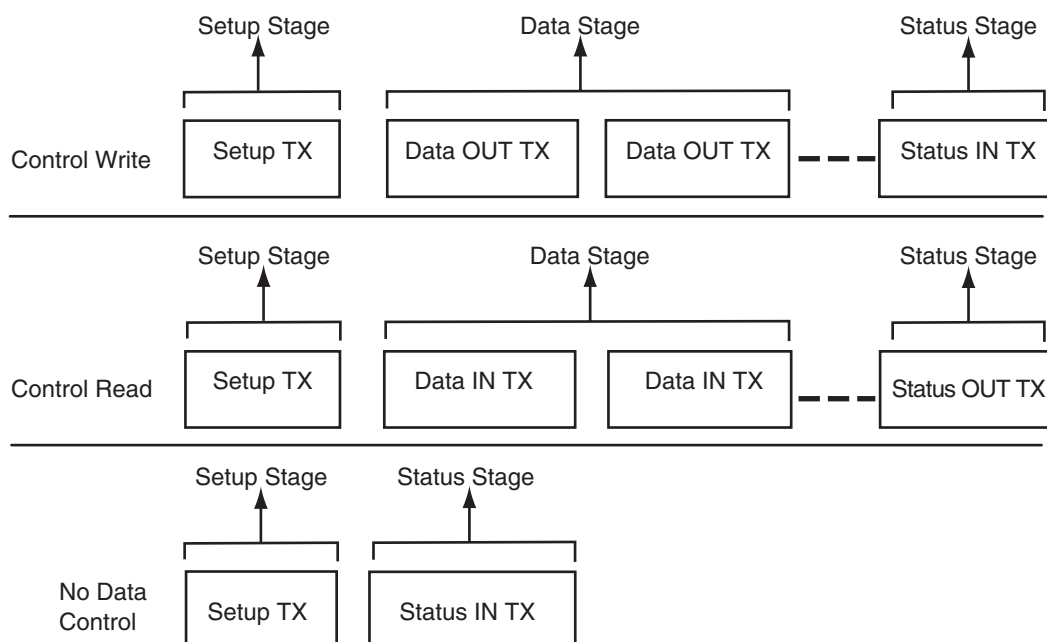 Setup Stage Data Stage Status Stage
Control Write Setup TX Data OUT TX Data OUT TX Status IN TX
Setup Stage Data Stage Status Stage
Control Read Setup TX Data IN TX Data IN TX Status OUT TX
Setup Stage Status Stage
No Data
Control Setup TX Status IN TX